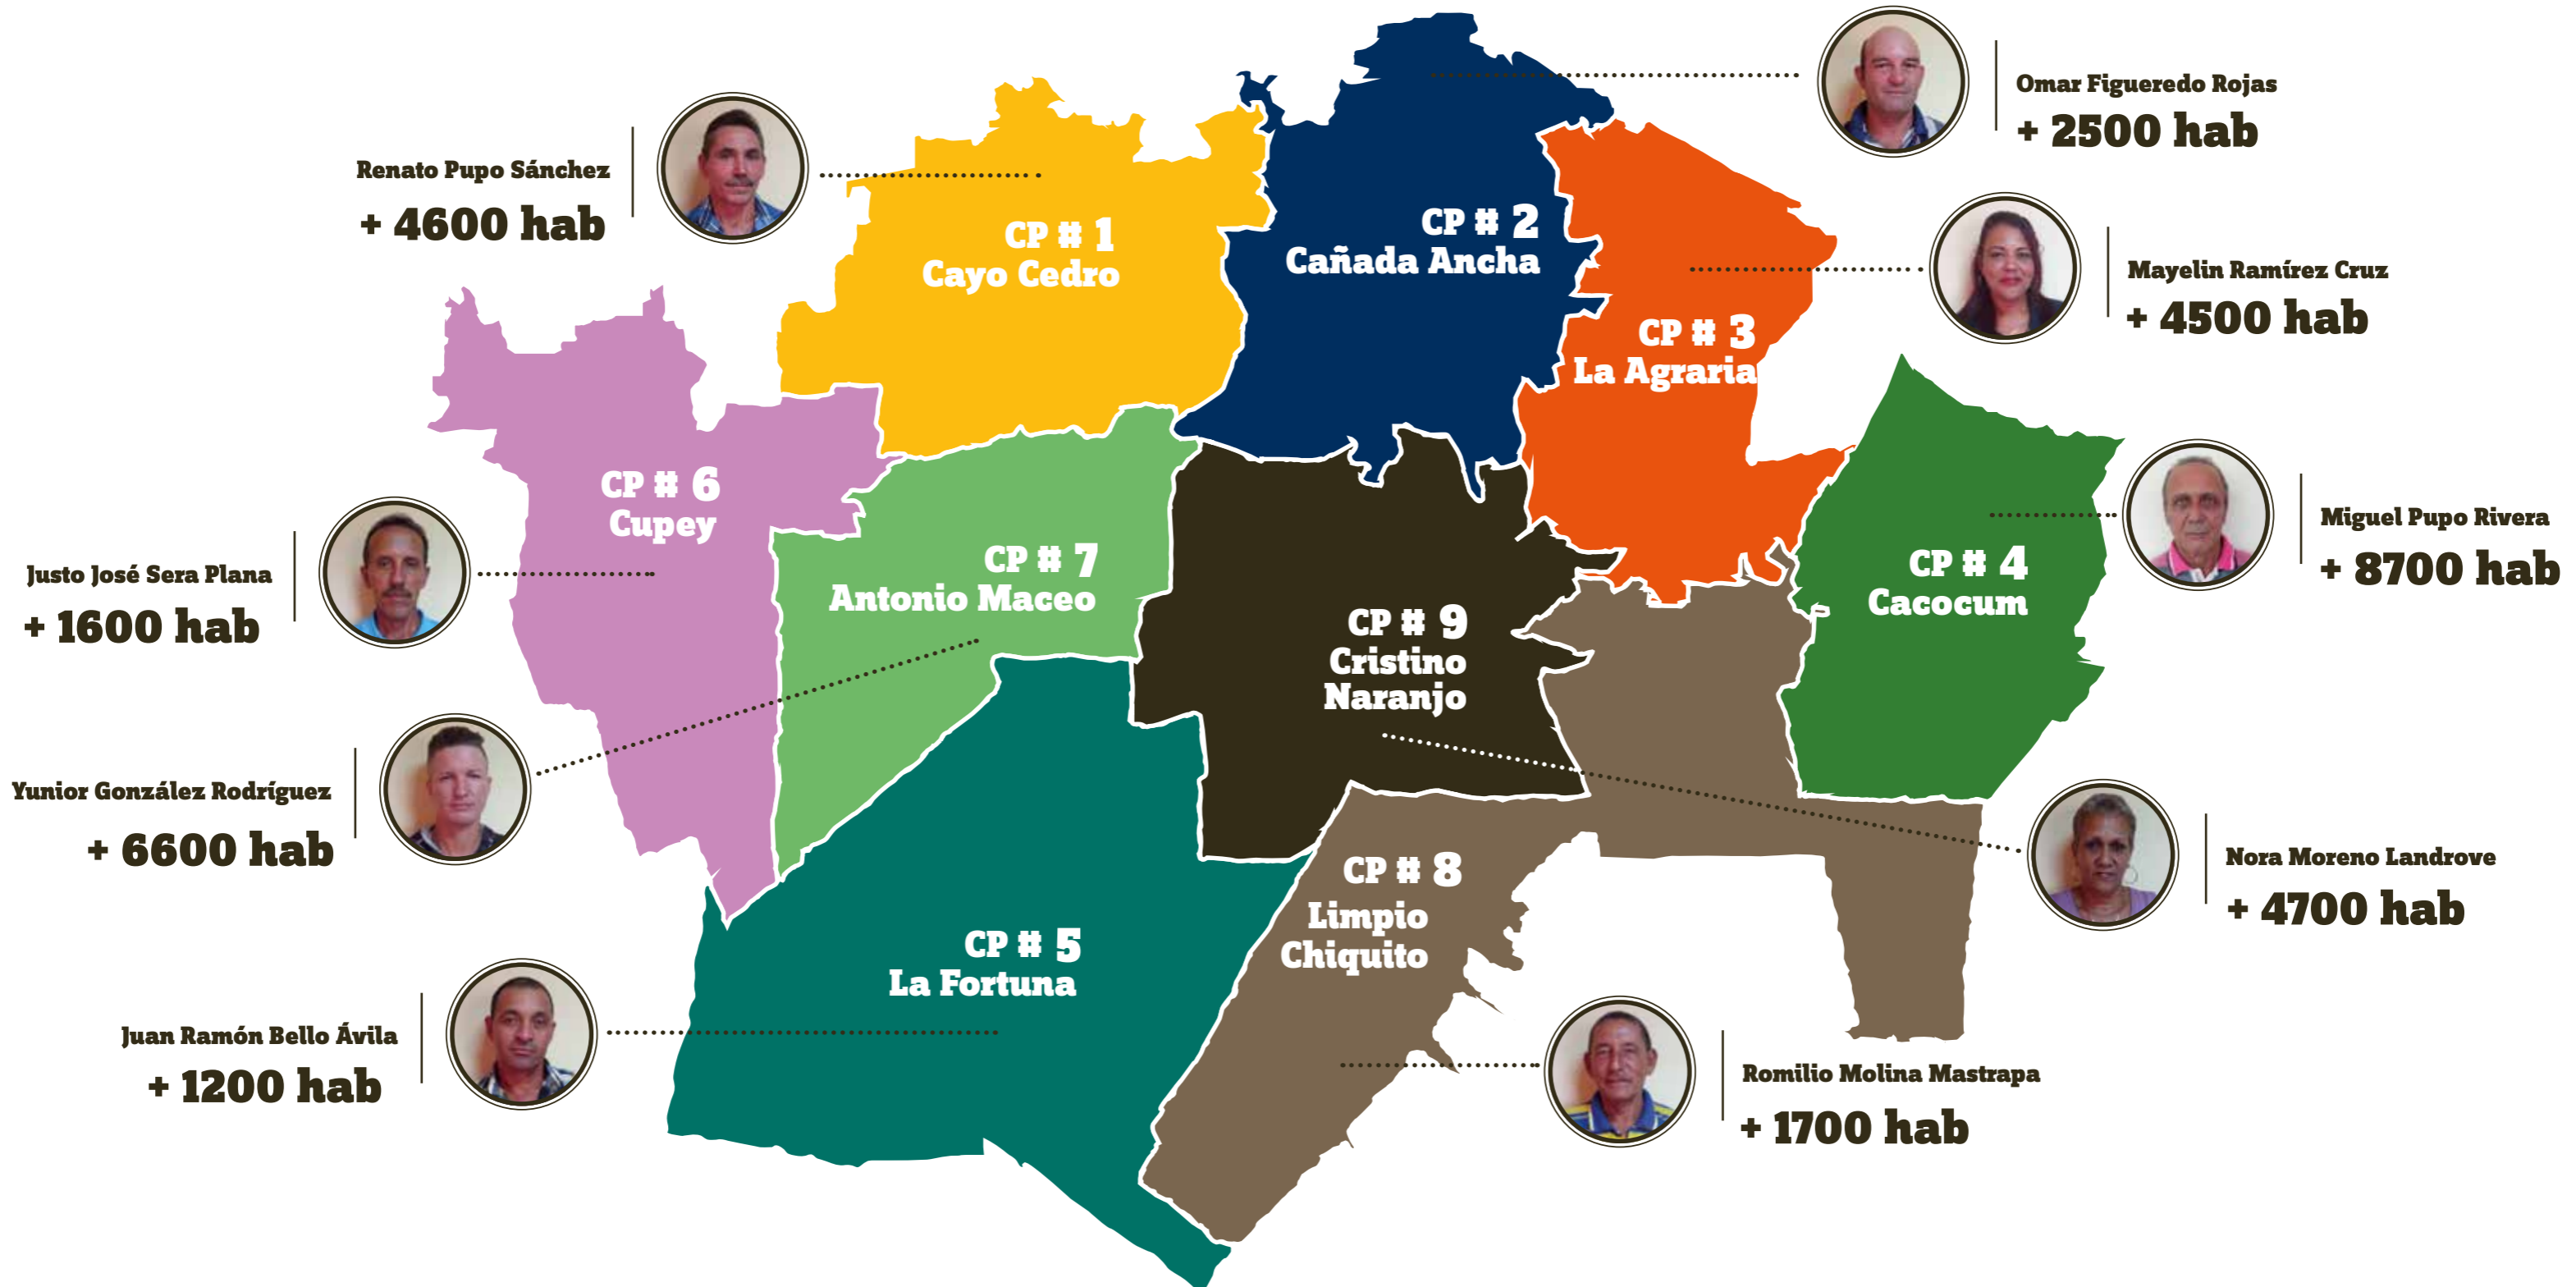 Omar Figueredo Rojas
+ 2500 hab
Renato Pupo Sánchez
+ 4600 hab
CP # 1
Cayo Cedro
CP # 2
Cañada Ancha
Mayelin Ramírez Cruz
+ 4500 hab
CP # 3
La Agraria
CP # 6
Cupey
Miguel Pupo Rivera
+ 8700 hab
CP # 7
Antonio Maceo
CP # 4
Cacocum
Justo José Sera Plana
+ 1600 hab
CP # 9
Cristino
Naranjo
Yunior González Rodríguez
+ 6600 hab
Nora Moreno Landrove
+ 4700 hab
CP # 8
Limpio
Chiquito
CP # 5
La Fortuna
Juan Ramón Bello Ávila
+ 1200 hab
Romilio Molina Mastrapa
+ 1700 hab